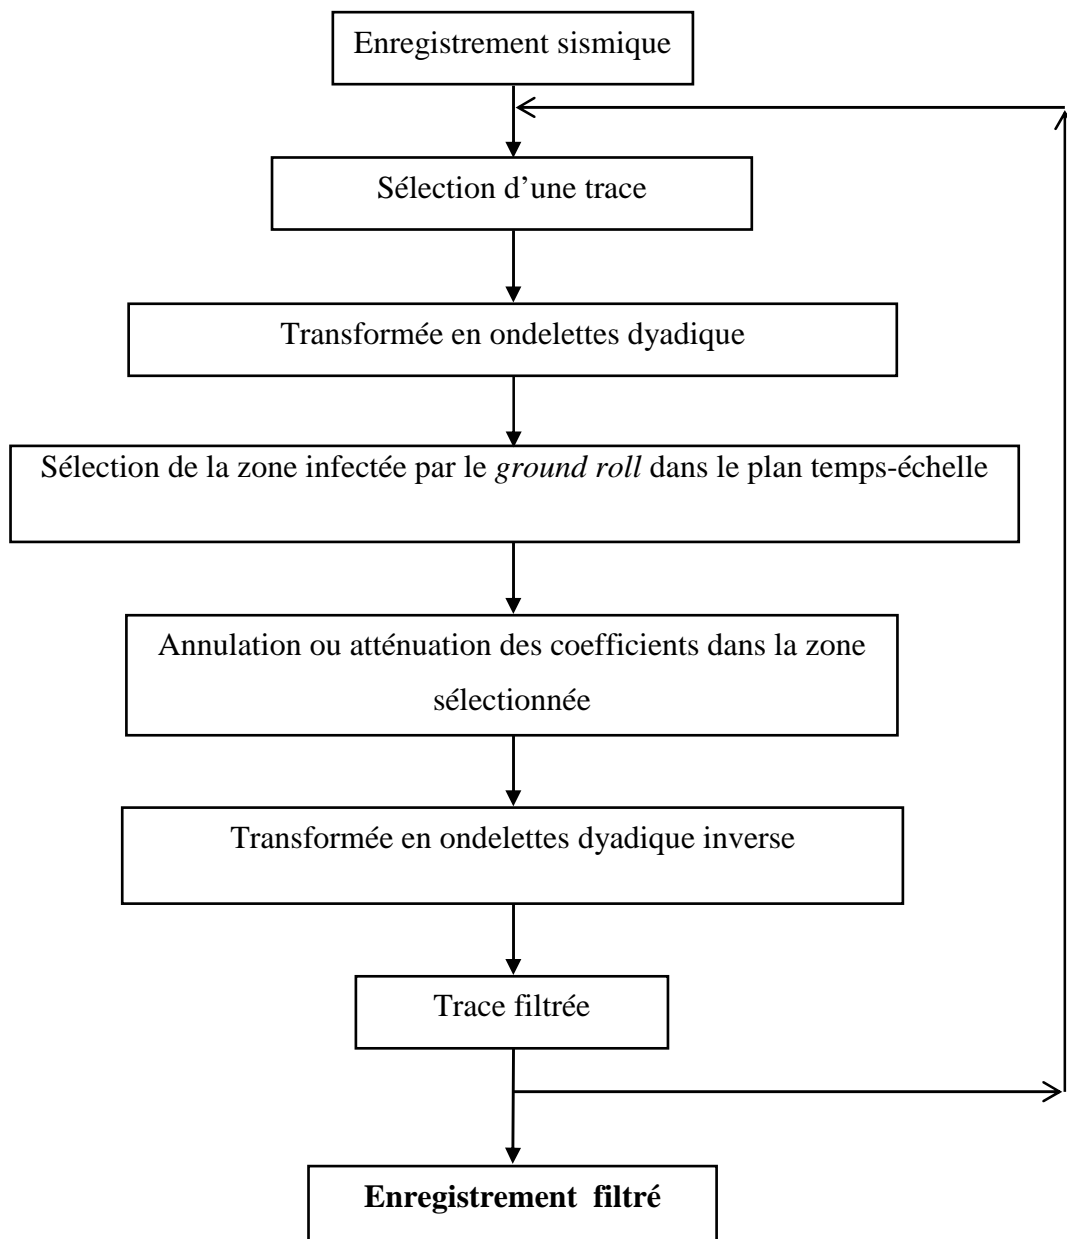 Enregistrement sismique
Sélection d’une trace
Transformée en ondelettes dyadique
Sélection de la zone infectée par le ground roll dans le plan temps-échelle
Annulation ou atténuation des coefficients dans la zone
sélectionnée
Transformée en ondelettes dyadique inverse
Trace filtrée
Enregistrement filtré